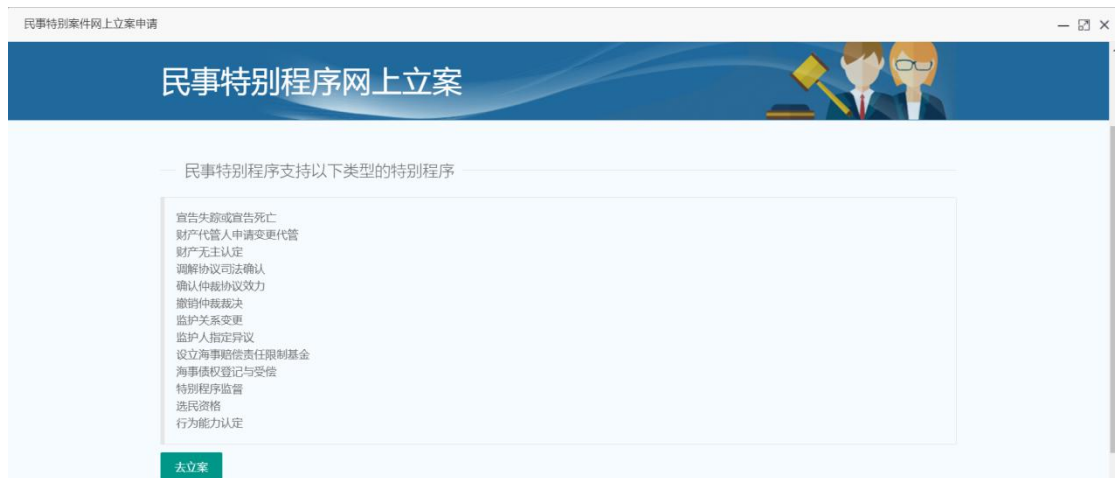 民事特别案件网上立案申请
民事特别程序网上立案
民事特别程序支持以下类型的特别程序
宣告失踪或宣告死亡
财产代管人申请变更代管
财产无主认定
调解协议司法确认
确认仲裁协议效力
撤销仲裁裁决
监护关系变更
监护人指定异议
设立海事赔偿责任限制基金
海事债权登记与受偿
特别程序监督
选民资格
行为能力认定
去立案